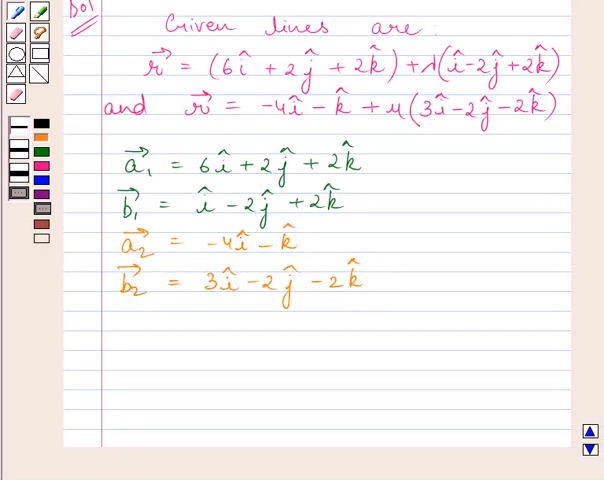 Sol
Given lines are :
r⃗ = (6î + 2ĵ + 2k̂) + λ(î - 2ĵ + 2k̂)
and r⃗ = -4î - k̂ + μ(3î - 2ĵ - 2k̂)
a⃗₁ = 6î + 2ĵ + 2k̂
b⃗₁ = î - 2ĵ + 2k̂
a⃗₂ = -4î - k̂
b⃗₂ = 3î - 2ĵ - 2k̂